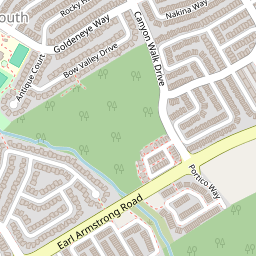 Rocky
Nakina Way
Goldeneye Way
Canyon Walk Drive
outh
Bow Valley Drive
Antique Court
Portico Way
Earl Armstrong Road